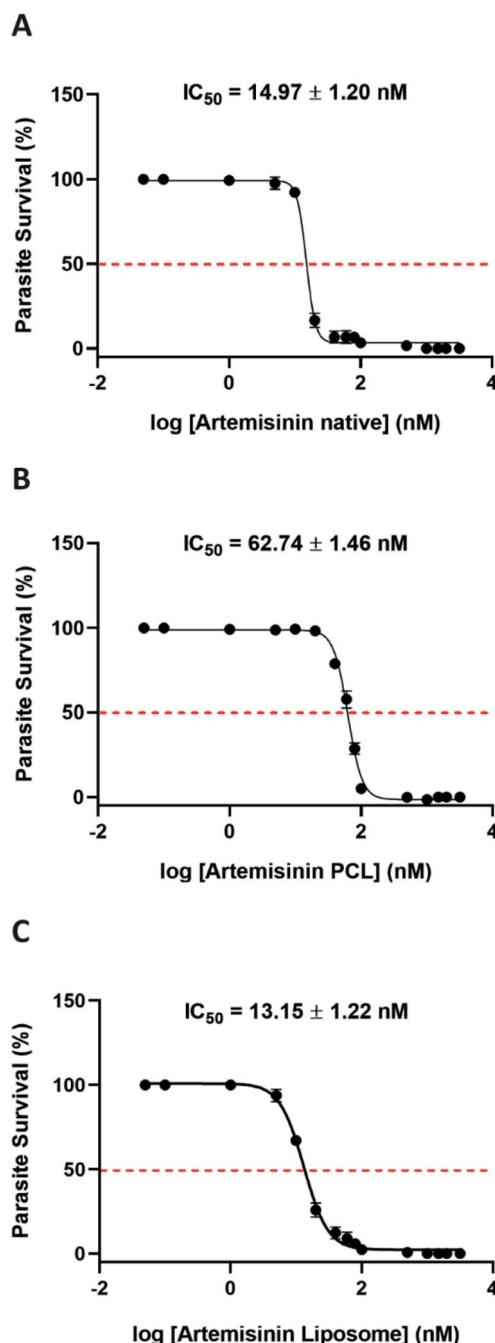 A
IC50 = 14.97 ± 1.20 nM
150
100
50
0
Parasite Survival (%)
-2
0
2
4
log [Artemisinin native] (nM)
B
IC50 = 62.74 ± 1.46 nM
150
100
50
0
Parasite Survival (%)
-2
0
2
4
log [Artemisinin PCL] (nM)
C
IC50 = 13.15 ± 1.22 nM
150
100
50
0
Parasite Survival (%)
-2
0
2
4
log [Artemisinin Liposome] (nM)